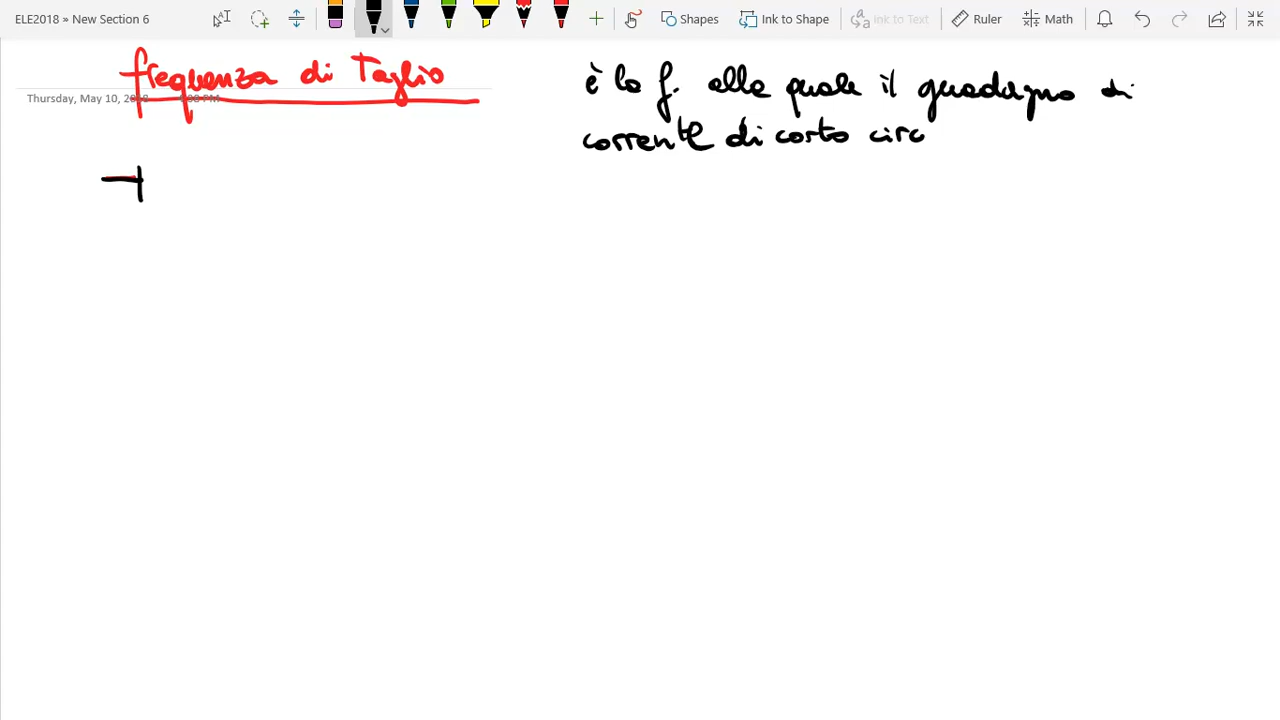 ELE2018 » New Section 6
Shapes
Ink to Shape
Ink to Text
Ruler
Math
frequenza di Taglio
Thursday, May 10, 2018
è la f. alla quale il guadagno di
corrente di corto circ